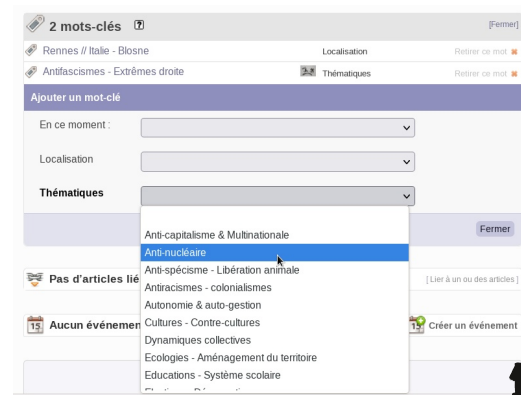 2 mots-clés ?
[Fermer]
Rennes // Italie - Blosne Localisation Retirer ce mot
Antifascismes - Extrêmes droite Thématiques Retirer ce mot
Ajouter un mot-clé
En ce moment :
Localisation
Thématiques
Anti-capitalisme & Multinationale
Anti-nucléaire
Anti-spécisme - Libération animale
Antiracismes - colonialismes
Autonomie & auto-gestion
Cultures - Contre-cultures
Dynamiques collectives
Ecologies - Aménagement du territoire
Educations - Système scolaire
Fermer
Pas d'articles lié
[ Lier à un ou des articles ]
15 Aucun événemen
15 Créer un événement